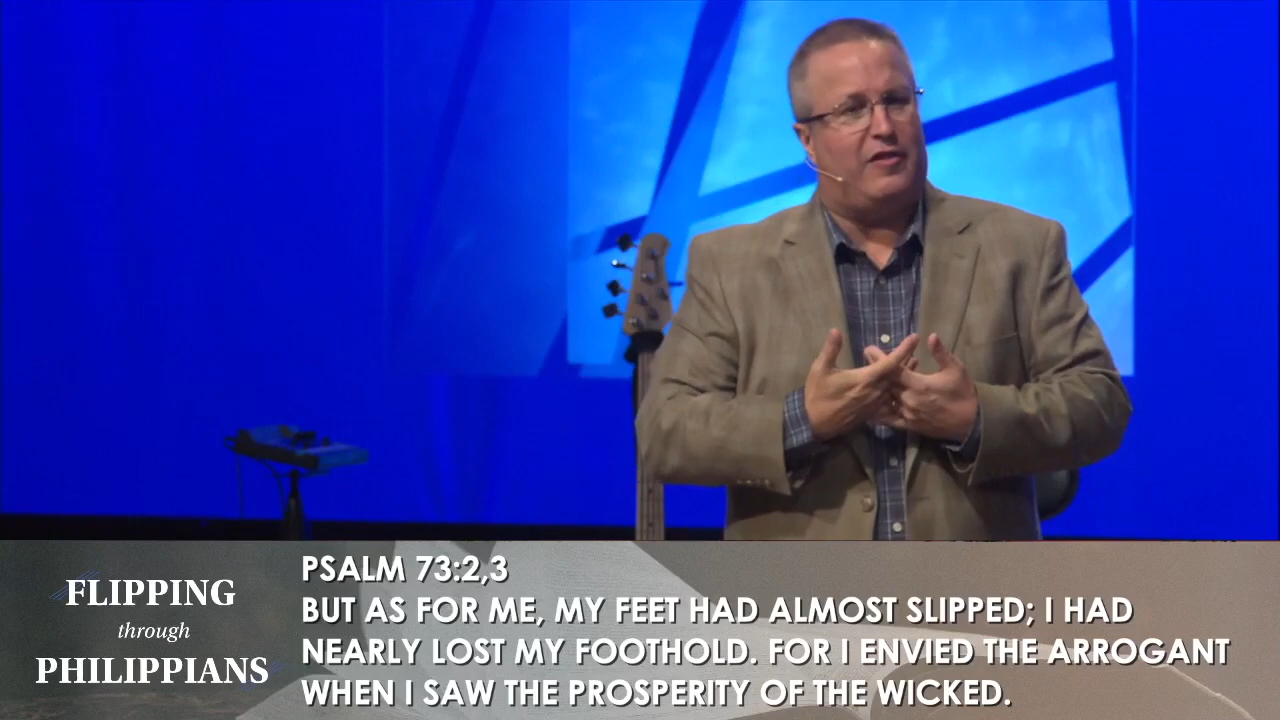 FLIPPING
through
PHILIPPIANS
PSALM 73:2,3
BUT AS FOR ME, MY FEET HAD ALMOST SLIPPED; I HAD
NEARLY LOST MY FOOTHOLD. FOR I ENVIED THE ARROGANT
WHEN I SAW THE PROSPERITY OF THE WICKED.